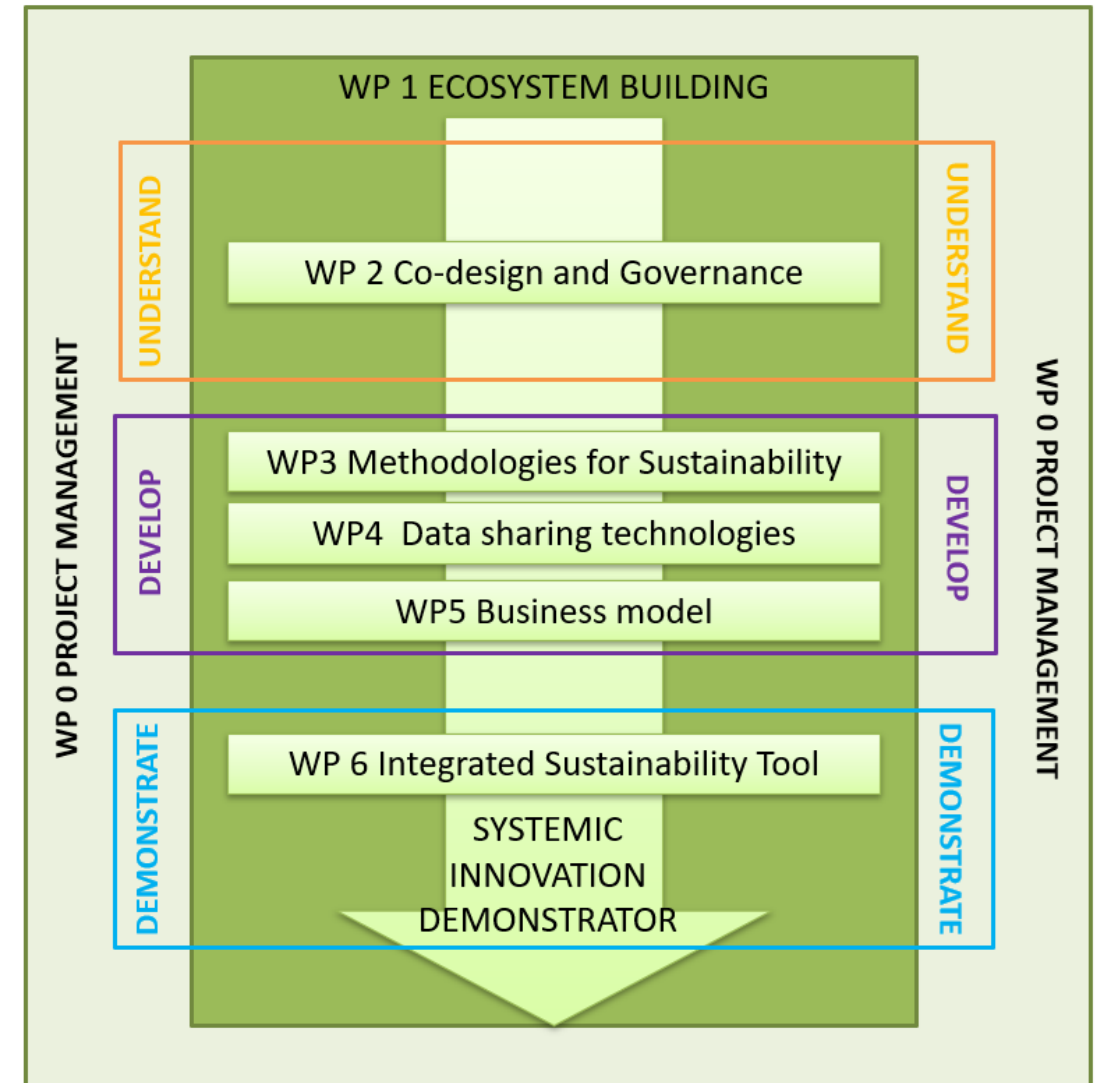 WP 1 ECOSYSTEM BUILDING
UNDERSTAND
UNDERSTAND
WP 2 Co-design and Governance
WP 0 PROJECT MANAGEMENT
WP 0 PROJECT MANAGEMENT
DEVELOP
DEVELOP
WP3 Methodologies for Sustainability
WP4 Data sharing technologies
WP5 Business model
DEMONSTRATE
DEMONSTRATE
WP 6 Integrated Sustainability Tool
SYSTEMIC
INNOVATION
DEMONSTRATOR